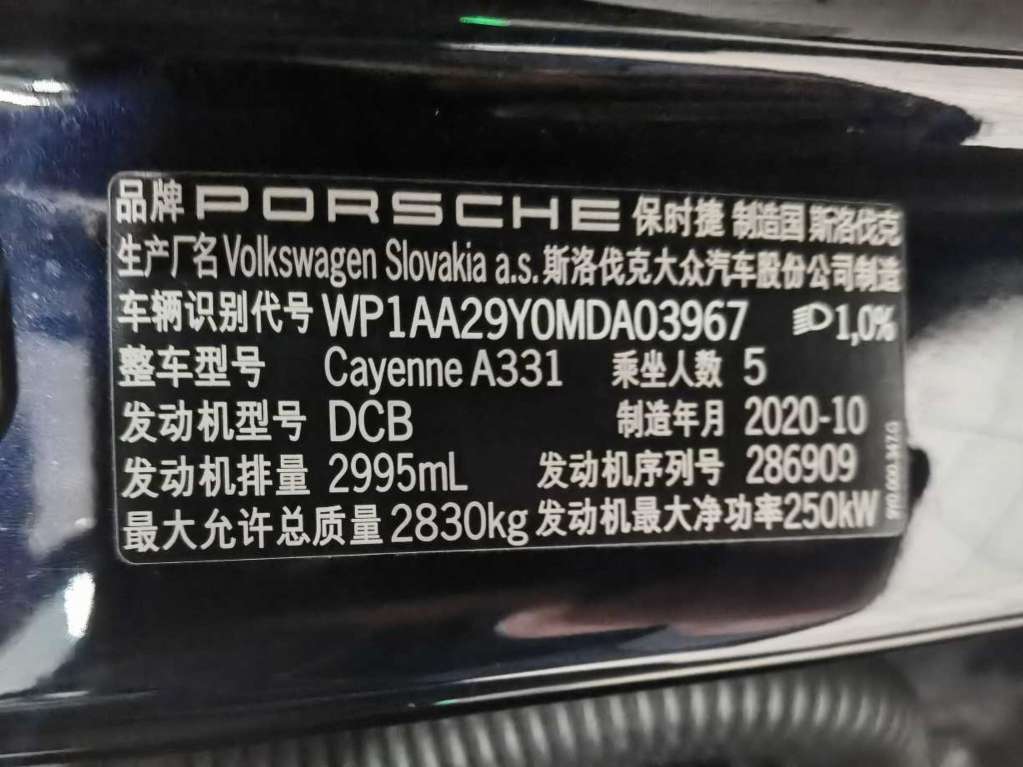 品牌 PORSCHE 保时捷 制造国 斯洛伐克
生产厂名 Volkswagen Slovakia a.s. 斯洛伐克大众汽车股份公司制造
车辆识别代号 WP1AA29Y0MDA03967 1,0%
整车型号 Cayenne A331 乘坐人数 5
发动机型号 DCB 制造年月 2020-10
发动机排量 2995mL 发动机序列号 286909
最大允许总质量 2830kg 发动机最大净功率 250kW